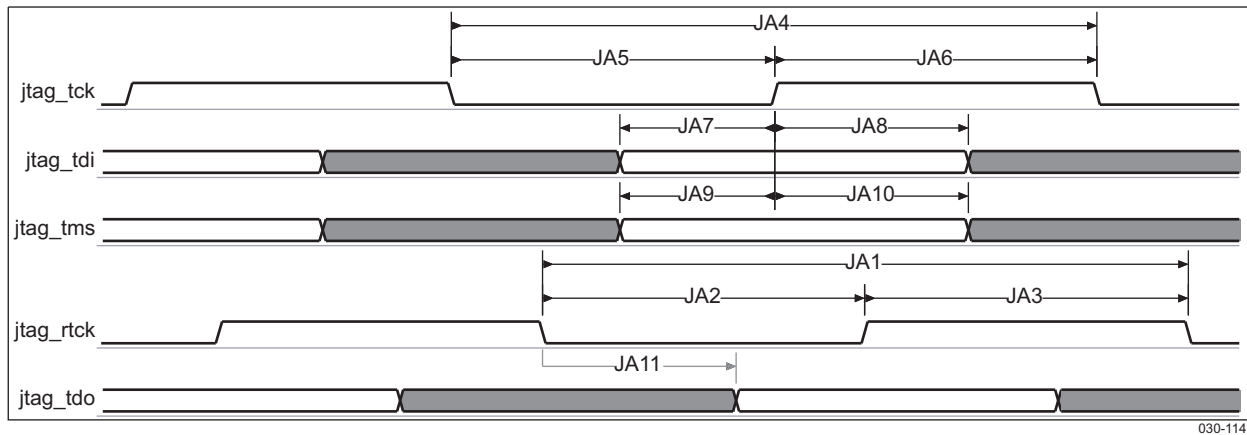 JA4
JA5 JA6
jtag_tck
JA7 JA8
jtag_tdi
JA9 JA10
jtag_tms
JA1
JA2 JA3
jtag_rtck
JA11
jtag_tdo
030-114